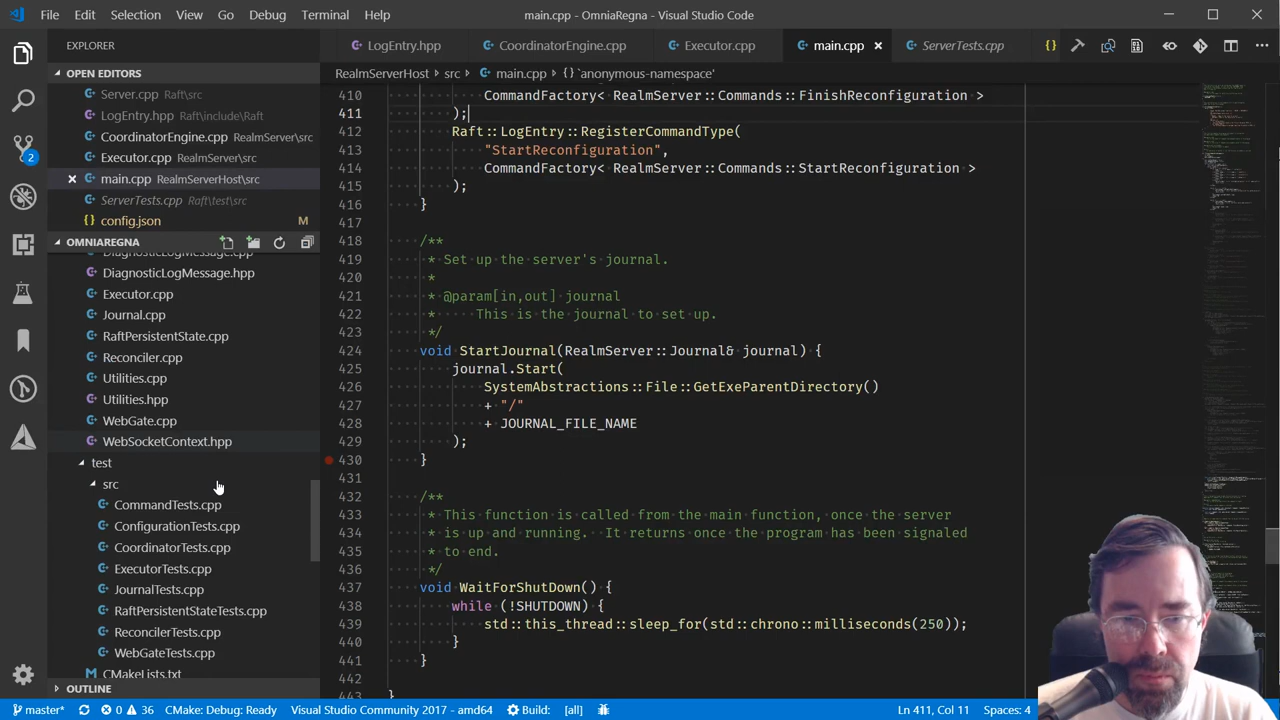 File Edit Selection View Go Debug Terminal Help
main.cpp - OmniaRegna - Visual Studio Code
EXPLORER
LogEntry.hpp CoordinatorEngine.cpp Executor.cpp main.cpp ServerTests.cpp
OPEN EDITORS
Server.cpp Raft\src
LogEntry.hpp Raft\include\Raft
CoordinatorEngine.cpp RealmServer\src
Executor.cpp RealmServer\src
main.cpp RealmServerHost\src
ServerTests.cpp Raft\test\src
config.json M
OMNIAREGNA
DiagnosticLogMessage.cpp
DiagnosticLogMessage.hpp
Executor.cpp
Journal.cpp
RaftPersistentState.cpp
Reconciler.cpp
Utilities.cpp
Utilities.hpp
WebGate.cpp
WebSocketContext.hpp
test
src
CommandTests.cpp
ConfigurationTests.cpp
CoordinatorTests.cpp
ExecutorTests.cpp
JournalTests.cpp
RaftPersistentStateTests.cpp
ReconcilerTests.cpp
WebGateTests.cpp
CMakeLists.txt
OUTLINE
2
RealmServerHost > src > main.cpp > {} `anonymous-namespace'
410 CommandFactory< RealmServer::Commands::FinishReconfiguration >
411 );
412 Raft::LogEntry::RegisterCommandType(
413 "StartReconfiguration",
414 CommandFactory< RealmServer::Commands::StartReconfiguration >
415 );
416 }
417
418 /**
419 * Set up the server's journal.
420 *
421 * @param[in,out] journal
422 * This is the journal to set up.
423 */
424 void StartJournal(RealmServer::Journal& journal) {
425 journal.Start(
426 SystemAbstractions::File::GetExeParentDirectory()
427 + "/"
428 + JOURNAL_FILE_NAME
429 );
430 }
431
432 /**
433 * This function is called from the main function, once the server
434 * is up and running. It returns once the program has been signaled
435 * to end.
436 */
437 void WaitForShutDown() {
438 while (!SHUTDOWN) {
439 std::this_thread::sleep_for(std::chrono::milliseconds(250));
440 }
441 }
442
443 }
master* 0 36 CMake: Debug: Ready Visual Studio Community 2017 - amd64 Build: [all] Ln 411, Col 11 Spaces: 4